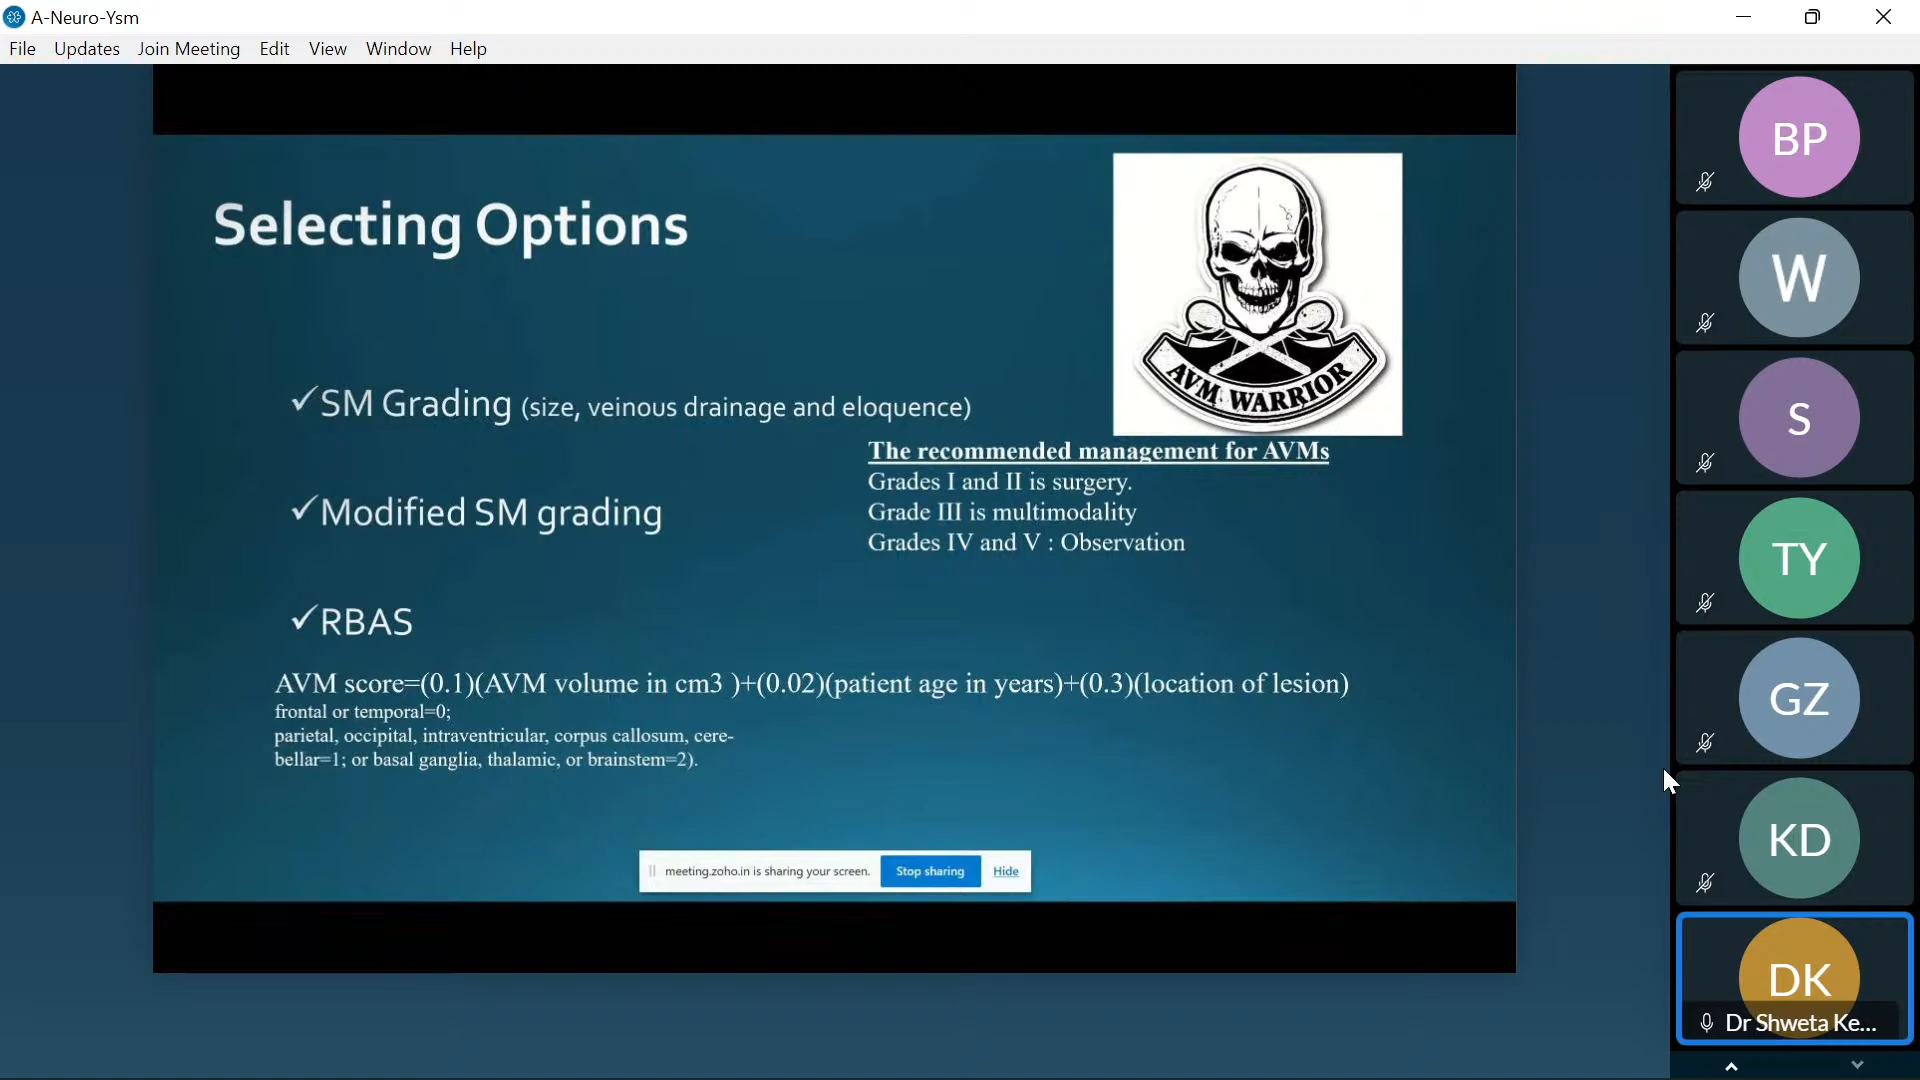 A-Neuro-Ysm
File Updates Join Meeting Edit View Window Help
Selecting Options
AVM WARRIOR
✓SM Grading (size, veinous drainage and eloquence)
The recommended management for AVMs
Grades I and II is surgery.
✓Modified SM grading
Grade III is multimodality
Grades IV and V : Observation
✓RBAS
AVM score=(0.1)(AVM volume in cm3 )+(0.02)(patient age in years)+(0.3)(location of lesion)
frontal or temporal=0;
parietal, occipital, intraventricular, corpus callosum, cere-
bellar=1; or basal ganglia, thalamic, or brainstem=2).
meeting.zoho.in is sharing your screen. Stop sharing Hide
BP
W
S
TY
GZ
KD
DK
Dr Shweta Ke...